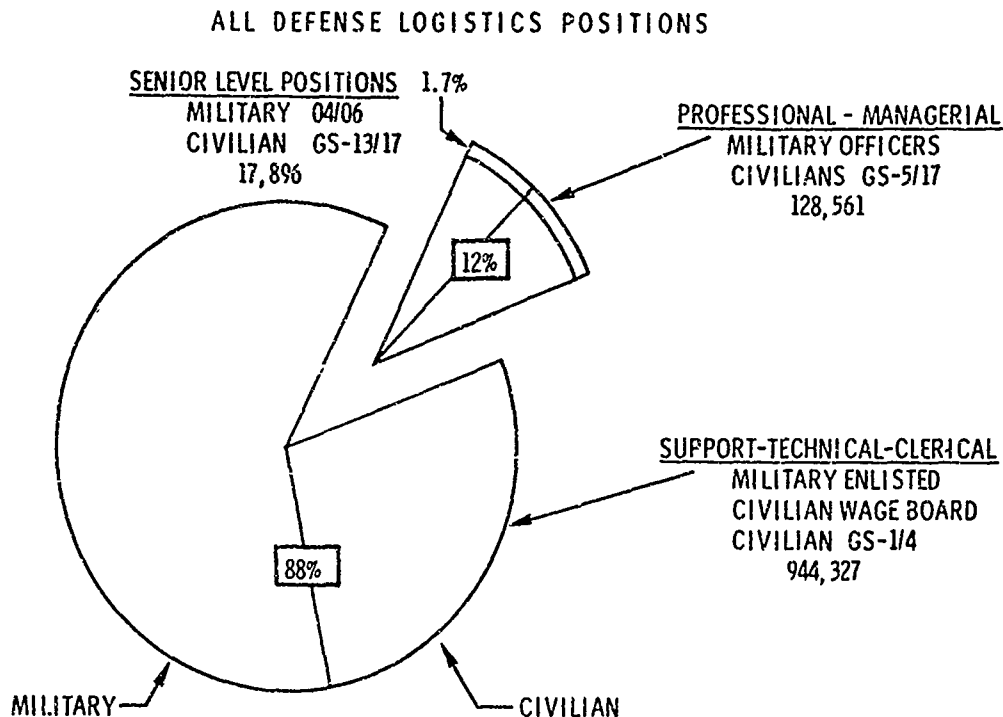 ALL DEFENSE LOGISTICS POSITIONS
SENIOR LEVEL POSITIONS 1.7%
MILITARY 04/06
CIVILIAN GS-13/17
17,896
PROFESSIONAL - MANAGERIAL
MILITARY OFFICERS
CIVILIANS GS-5/17
128,561
12%
SUPPORT-TECHNICAL-CLERICAL
MILITARY ENLISTED
CIVILIAN WAGE BOARD
CIVILIAN GS-1/4
944,327
88%
MILITARY
CIVILIAN